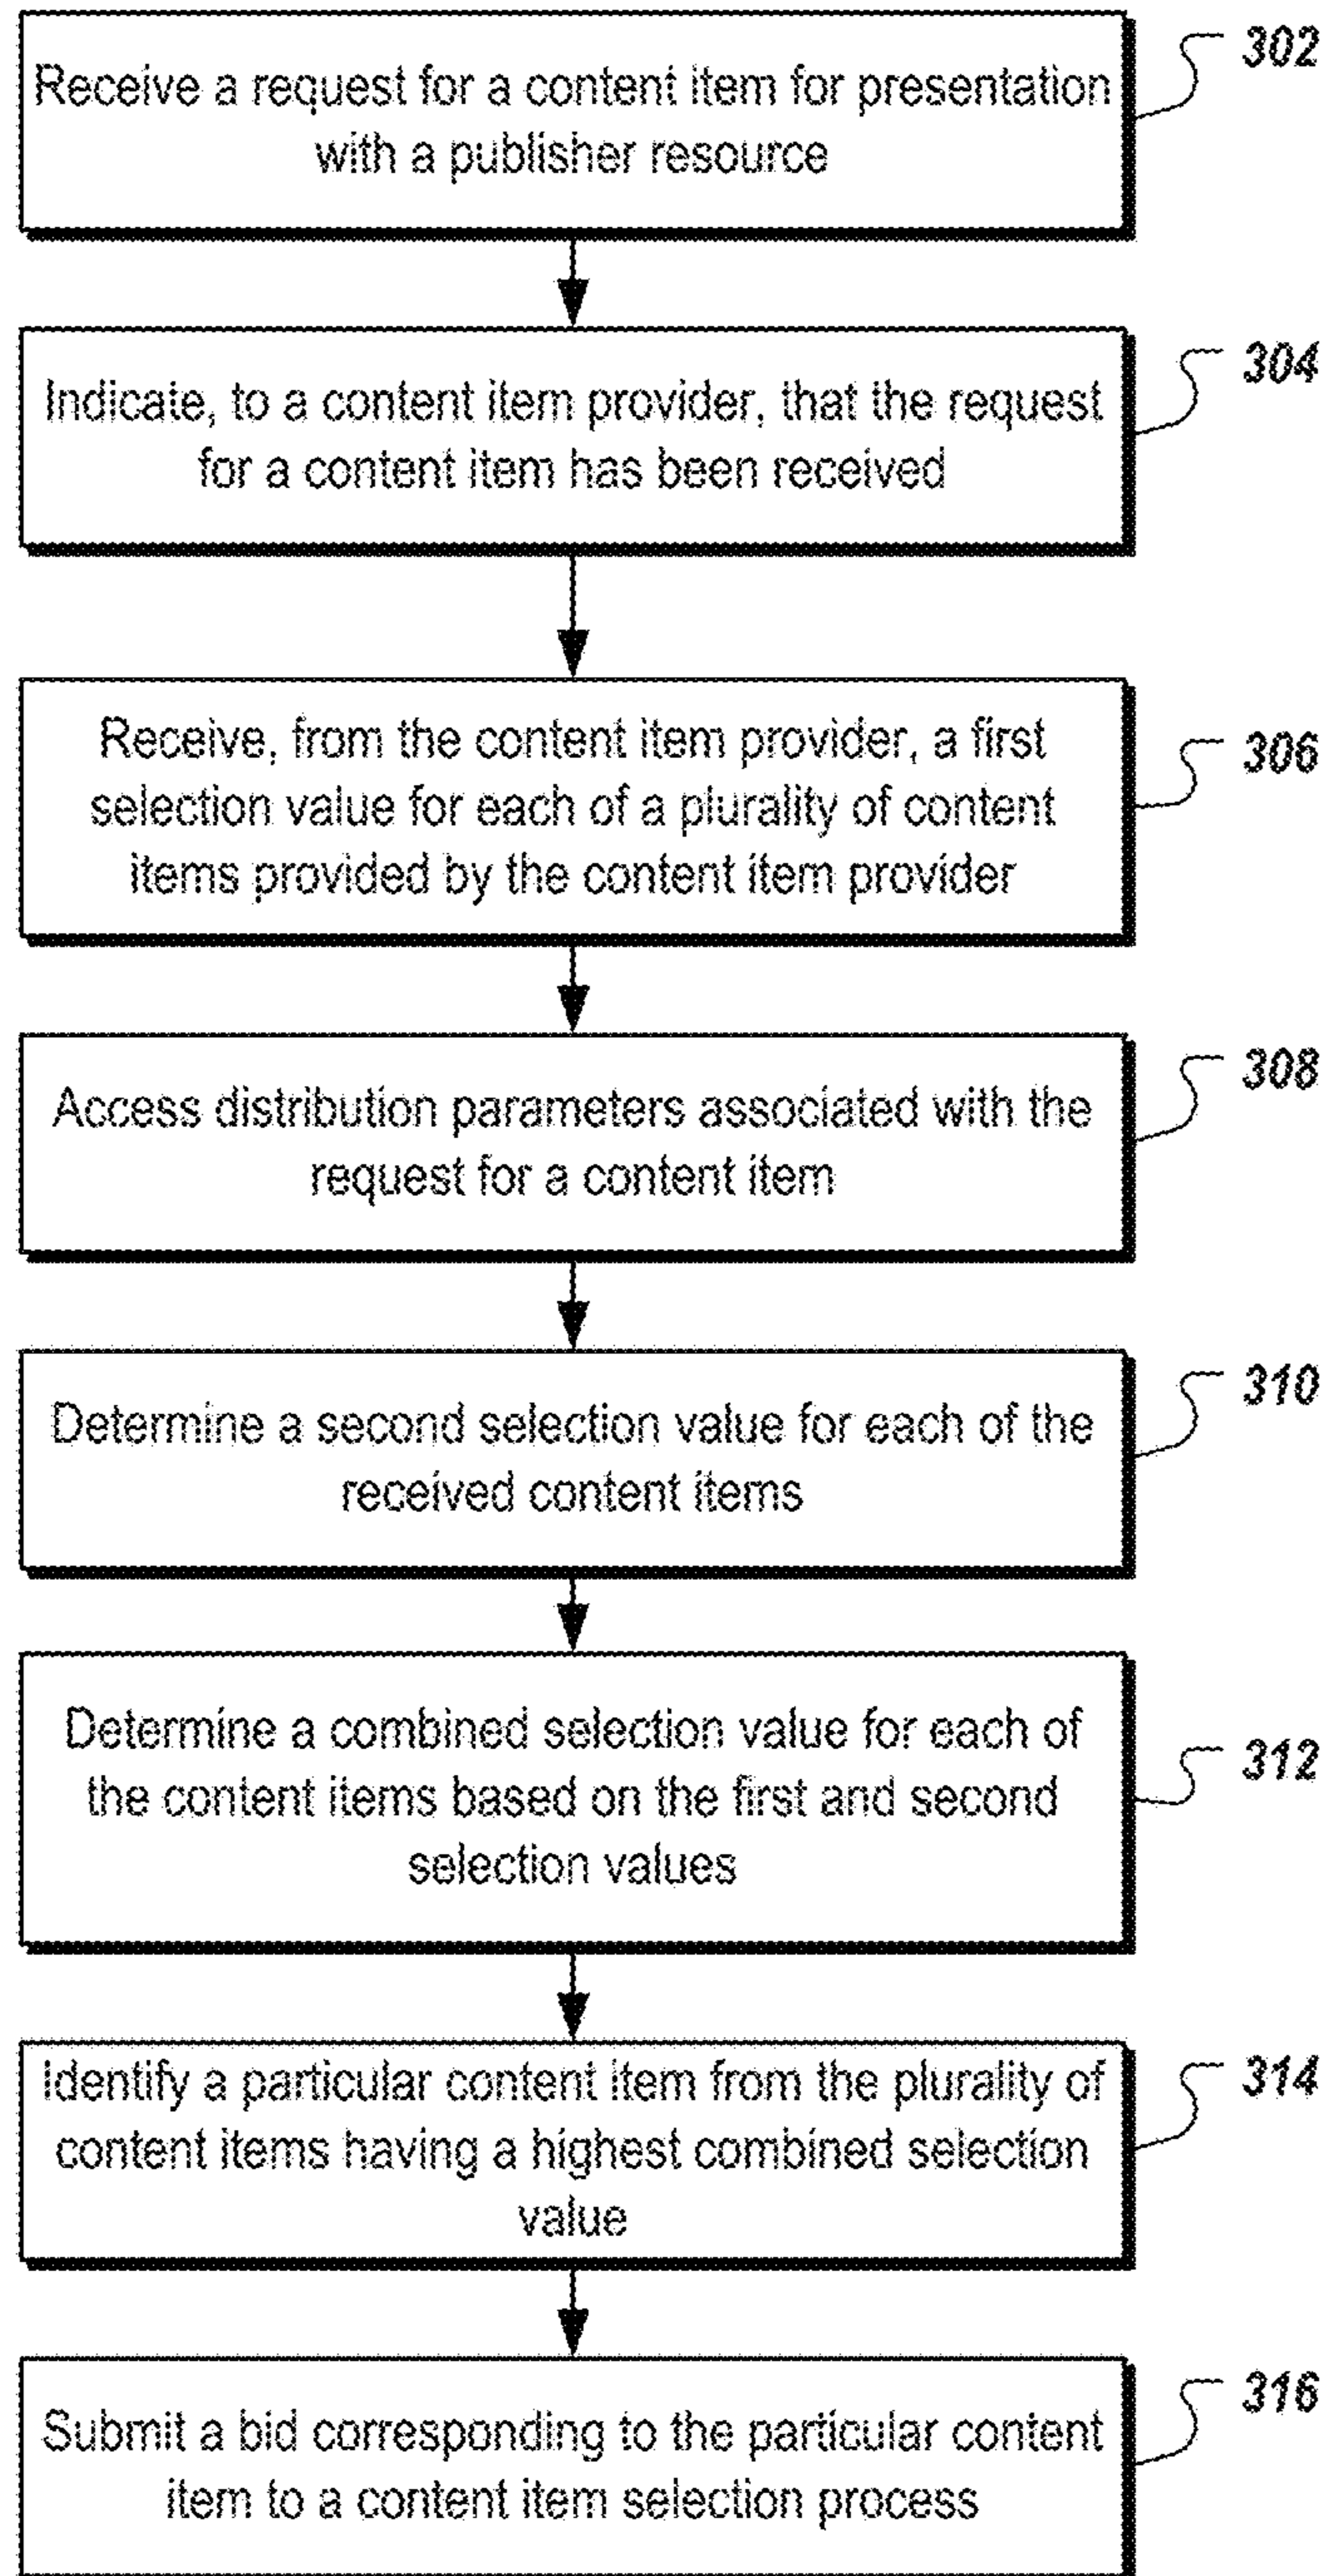 Receive a request for a content item for presentation
with a publisher resource
302
Indicate, to a content item provider, that the request
for a content item has been received
304
Receive, from the content item provider, a first
selection value for each of a plurality of content
items provided by the content item provider
306
Access distribution parameters associated with the
request for a content item
308
Determine a second selection value for each of the
received content items
310
Determine a combined selection value for each of
the content items based on the first and second
selection values
312
Identify a particular content item from the plurality of
content items having a highest combined selection
value
314
Submit a bid corresponding to the particular content
item to a content item selection process
316